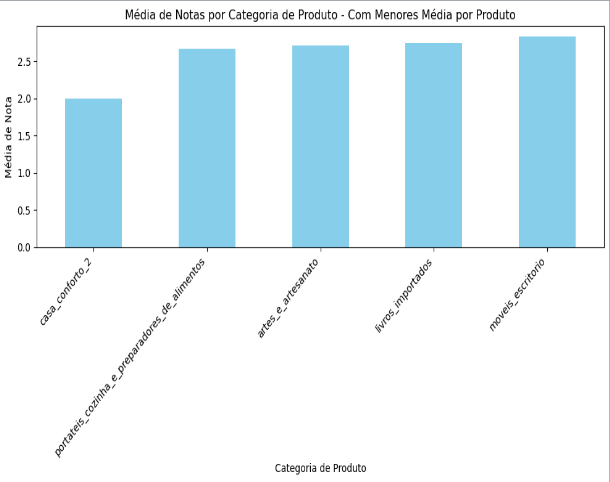 Média de Notas por Categoria de Produto - Com Menores Média por Produto
Média de Nota
2.5
2.0
1.5
1.0
0.5
0.0
casa_conforto_2
portateis_cozinha_e_preparadores_de_alimentos
artes_e_artesanato
livros_importados
moveis_escritorio
Categoria de Produto